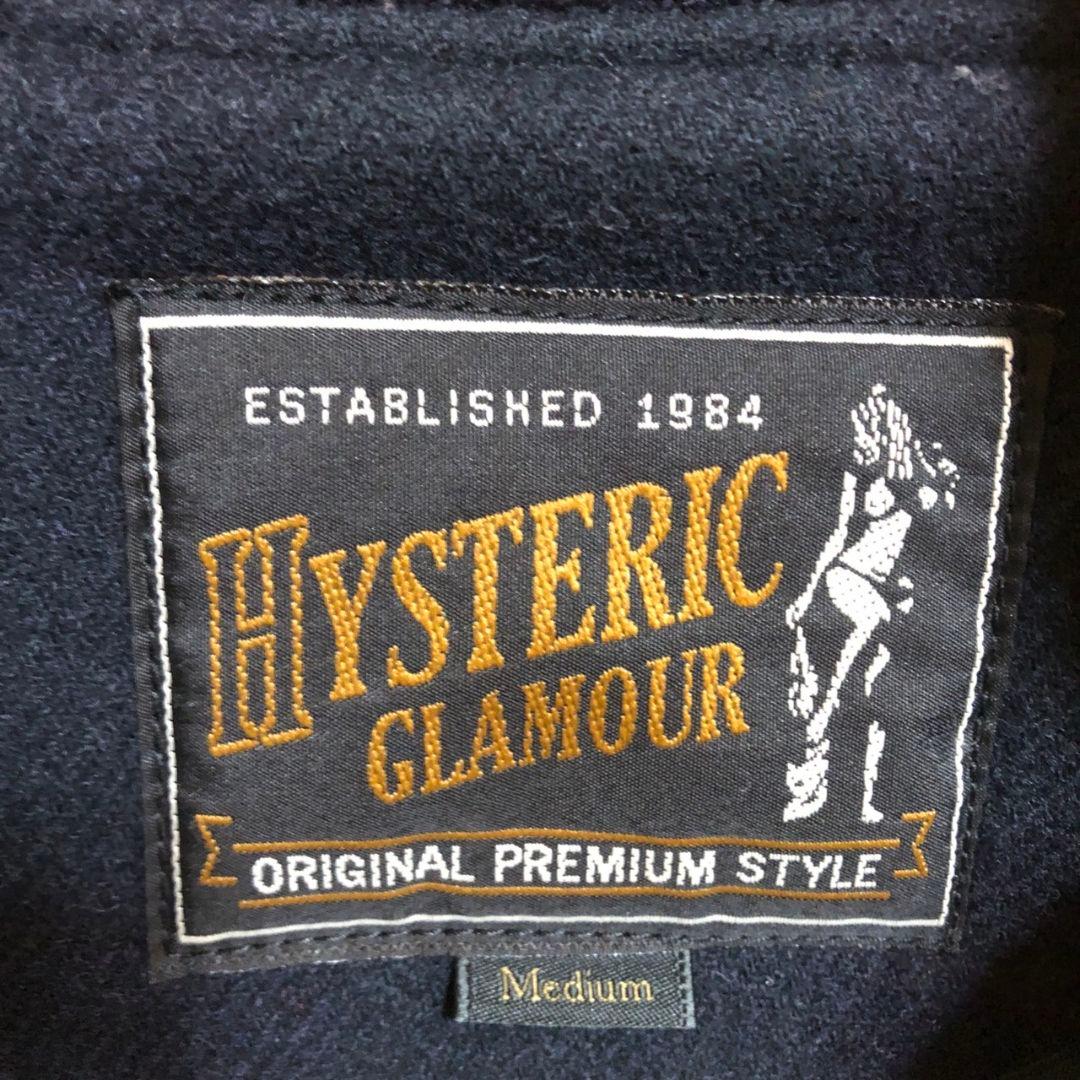 ESTABLISHED 1984
HYSTERIC
GLAMOUR
ORIGINAL PREMIUM STYLE
Medium